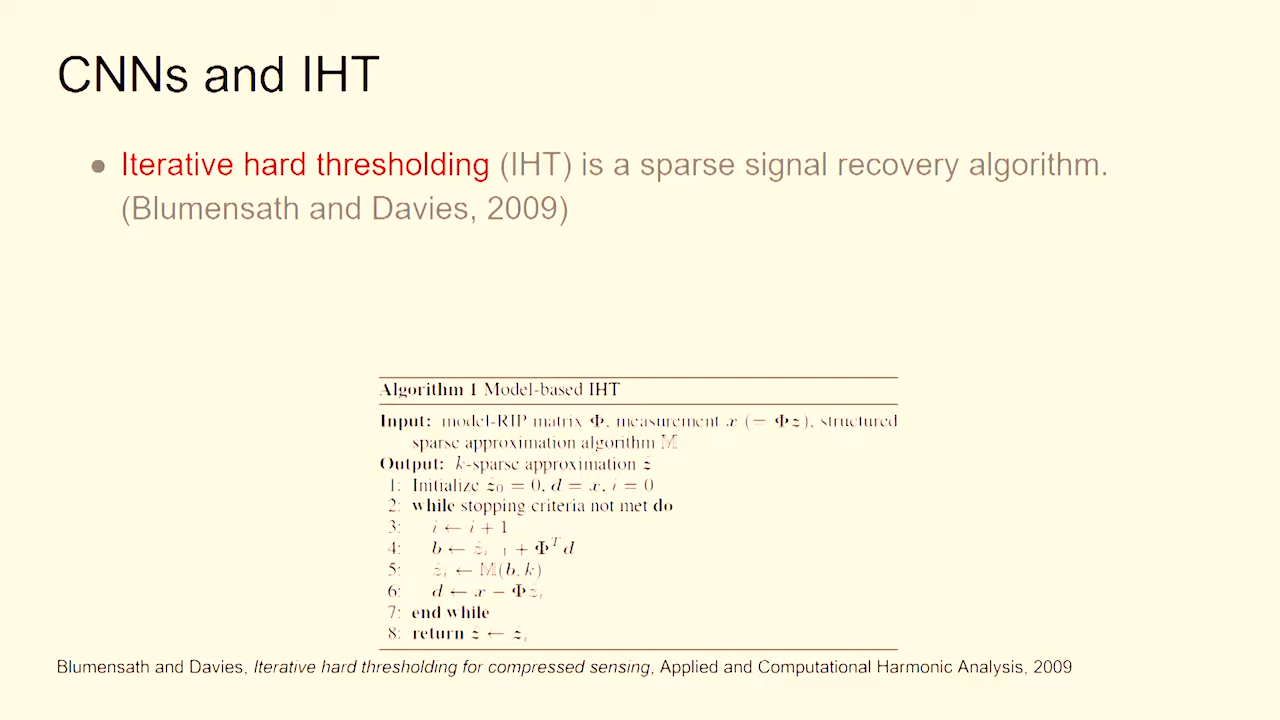 CNNs and IHT
● Iterative hard thresholding (IHT) is a sparse signal recovery algorithm.
(Blumensath and Davies, 2009)
Algorithm 1 Model-based IHT
Input: model-RIP matrix Φ, measurement x (= Φz), structured
sparse approximation algorithm 𝕄
Output: k-sparse approximation ẑ
1: Initialize ẑ₀ = 0, d = x, i = 0
2: while stopping criteria not met do
3: i ← i + 1
4: b ← ẑᵢ₋₁ + Φᵀd
5: ẑᵢ ← 𝕄(b, k)
6: d ← x − Φẑᵢ
7: end while
8: return ẑ ← ẑᵢ
Blumensath and Davies, Iterative hard thresholding for compressed sensing, Applied and Computational Harmonic Analysis, 2009